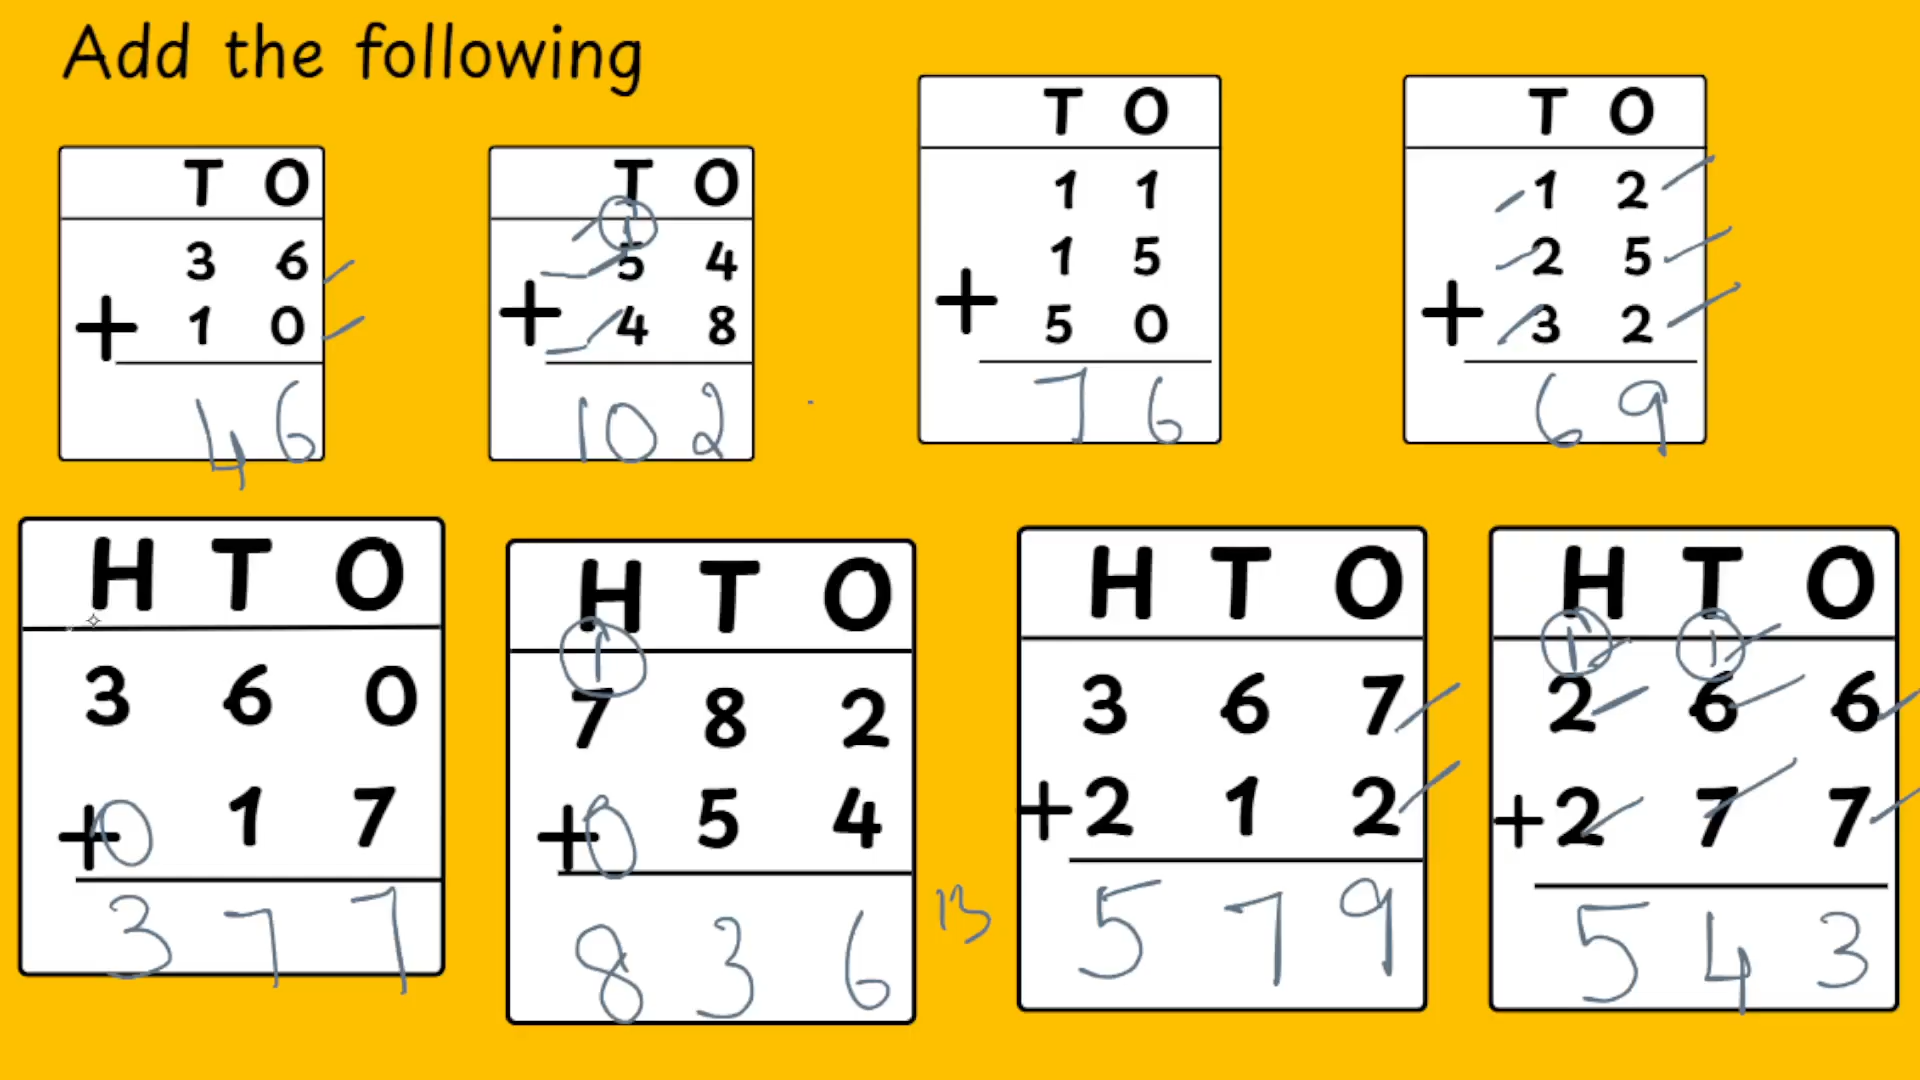 Add the following
T O
3 6
+ 1 0
4 6
T O
1
5 4
+ 4 8
10 2
T O
1 1
1 5
+ 5 0
7 6
T O
1 2
2 5
+ 3 2
6 9
H T O
3 6 0
+ 0 1 7
3 7 7
H T O
1
7 8 2
+ 0 5 4
8 3 6
13
H T O
3 6 7
+ 2 1 2
5 7 9
H T O
1 1
2 6 6
+ 2 7 7
5 4 3